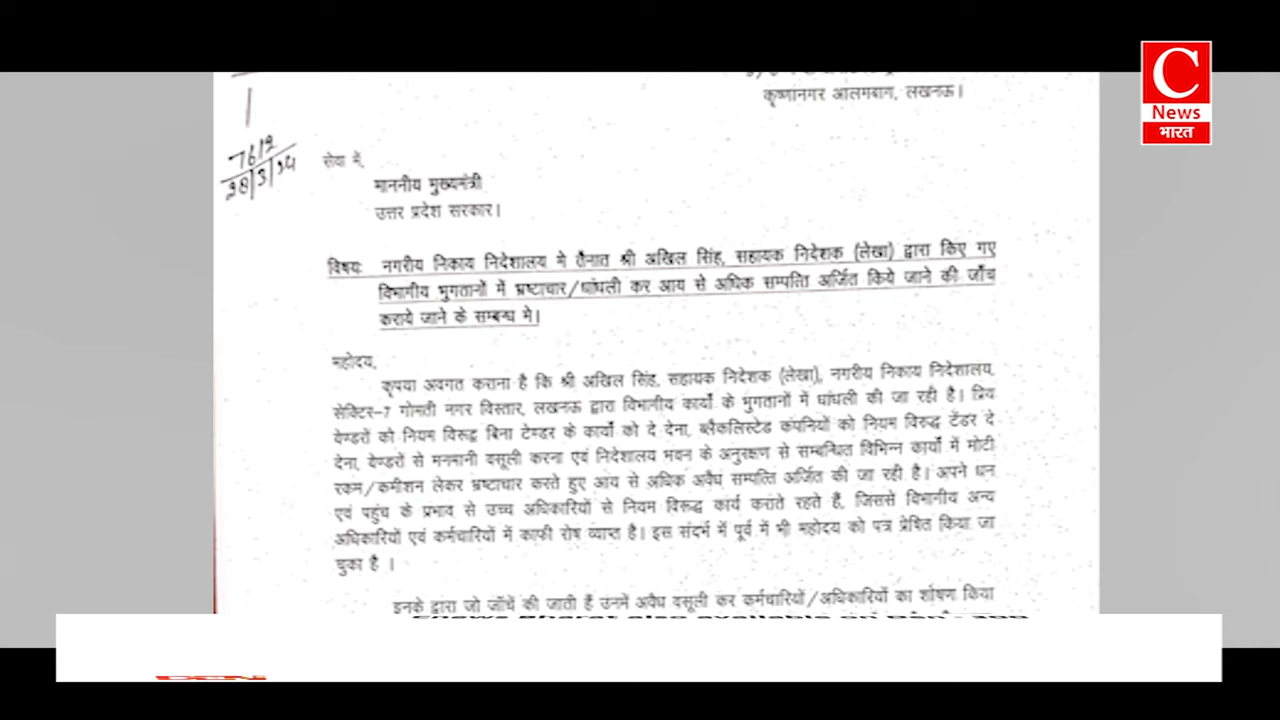 C
News
भारत
कृष्णानगर आलमबाग, लखनऊ।
7612
28/3/24
सेवा में,
माननीय मुख्यमंत्री
उत्तर प्रदेश सरकार।
विषयः नगरीय निकाय निदेशालय मे तैनात श्री अखिल सिंह, सहायक निदेशक (लेखा) द्वारा किए गए
विभागीय भुगतानों में भ्रष्टाचार/धांधली कर आय से अधिक सम्पत्ति अर्जित किये जाने की जाँच
कराये जाने के सम्बन्ध मे।
महोदय,
कृपया अवगत कराना है कि श्री अखिल सिंह, सहायक निदेशक (लेखा), नगरीय निकाय निदेशालय,
सेक्टिर-7 गोमती नगर विस्तार, लखनऊ द्वारा विभागीय कार्यों के भुगतानों में धांधली की जा रही है। प्रिय
वेण्डरों को नियम विरूद्व बिना टेण्डर के कार्यों को दे देना, ब्लैकलिस्टेड कंपनियों को नियम विरुद्ध टेंडर दे
देना, वेण्डरों से मनमानी वसूली करना एवं निदेशालय भवन के अनुरक्षण से सम्बन्धित विभिन्न कार्यों में मोटी
रकम/कमीशन लेकर भ्रष्टाचार करते हुए आय से अधिक अवैध सम्पत्ति अर्जित की जा रही है। अपने धन
एवं पहुंच के प्रभाव से उच्च अधिकारियों से नियम विरूद्ध कार्य कराते रहते हैं, जिससे विभागीय अन्य
अधिकारियों एवं कर्मचारियों में काफी रोष व्याप्त है। इस संदर्भ में पूर्व में भी महोदय को पत्र प्रेषित किया जा
चुका है ।
इनके द्वारा जो जाँचें की जाती हैं उनमें अवैध वसूली कर कर्मचारियों/अधिकारियों का शोषण किया